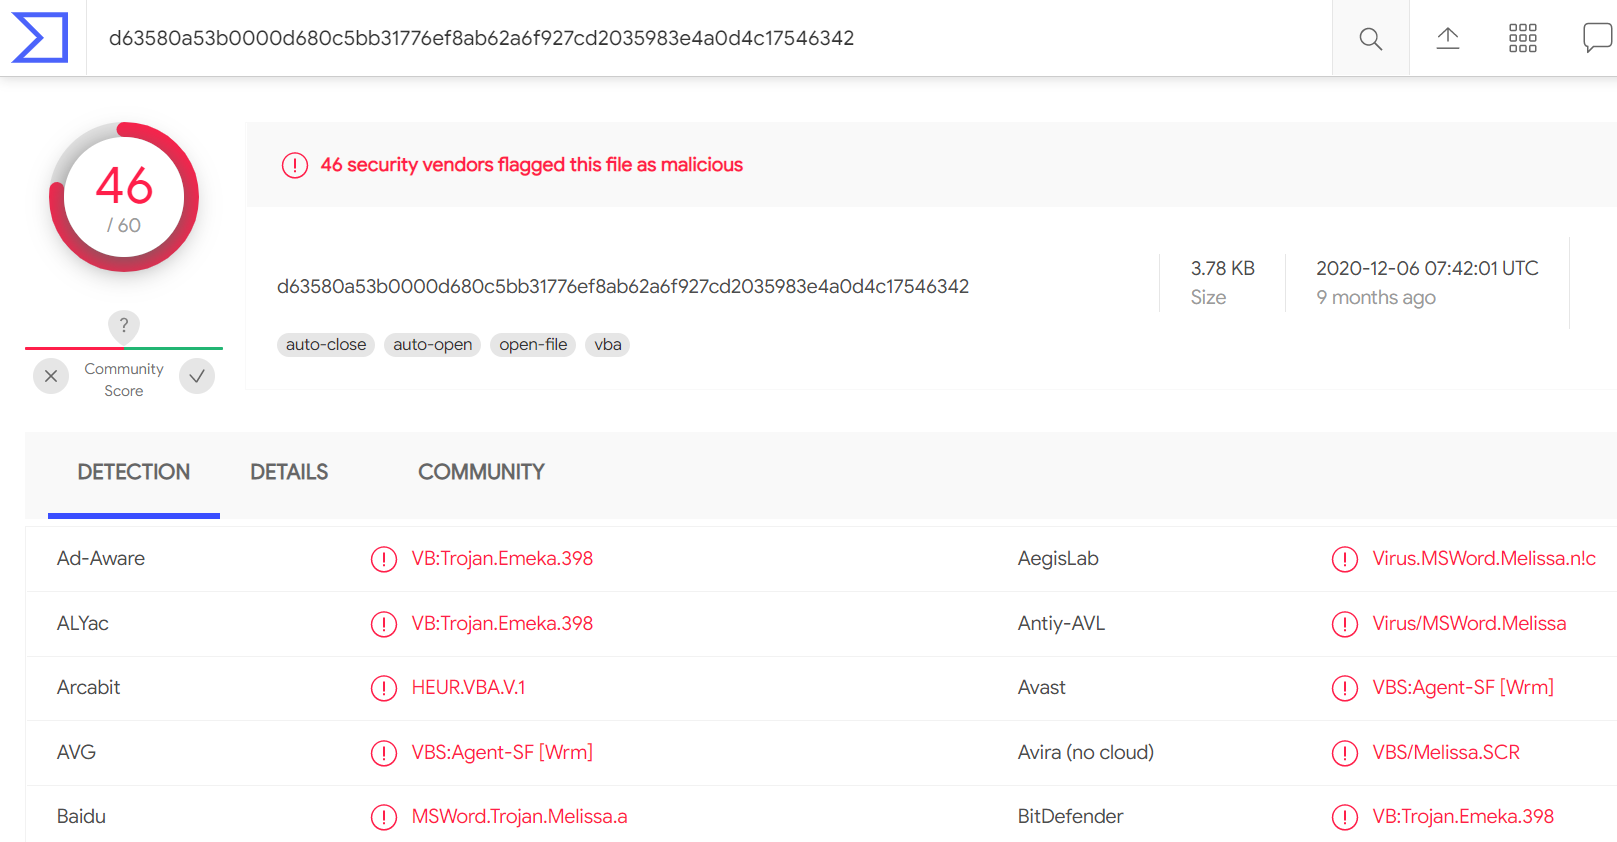 d63580a53b0000d680c5bb31776ef8ab62a6f927cd2035983e4a0d4c17546342
46
/ 60
?
Community
Score
46 security vendors flagged this file as malicious
d63580a53b0000d680c5bb31776ef8ab62a6f927cd2035983e4a0d4c17546342
3.78 KB
Size
2020-12-06 07:42:01 UTC
9 months ago
auto-close auto-open open-file vba
DETECTION DETAILS COMMUNITY
Ad-Aware VB:Trojan.Emeka.398 AegisLab Virus.MSWord.Melissa.n!c
ALYac VB:Trojan.Emeka.398 Antiy-AVL Virus/MSWord.Melissa
Arcabit HEUR.VBA.V.1 Avast VBS:Agent-SF [Wrm]
AVG VBS:Agent-SF [Wrm] Avira (no cloud) VBS/Melissa.SCR
Baidu MSWord.Trojan.Melissa.a BitDefender VB:Trojan.Emeka.398